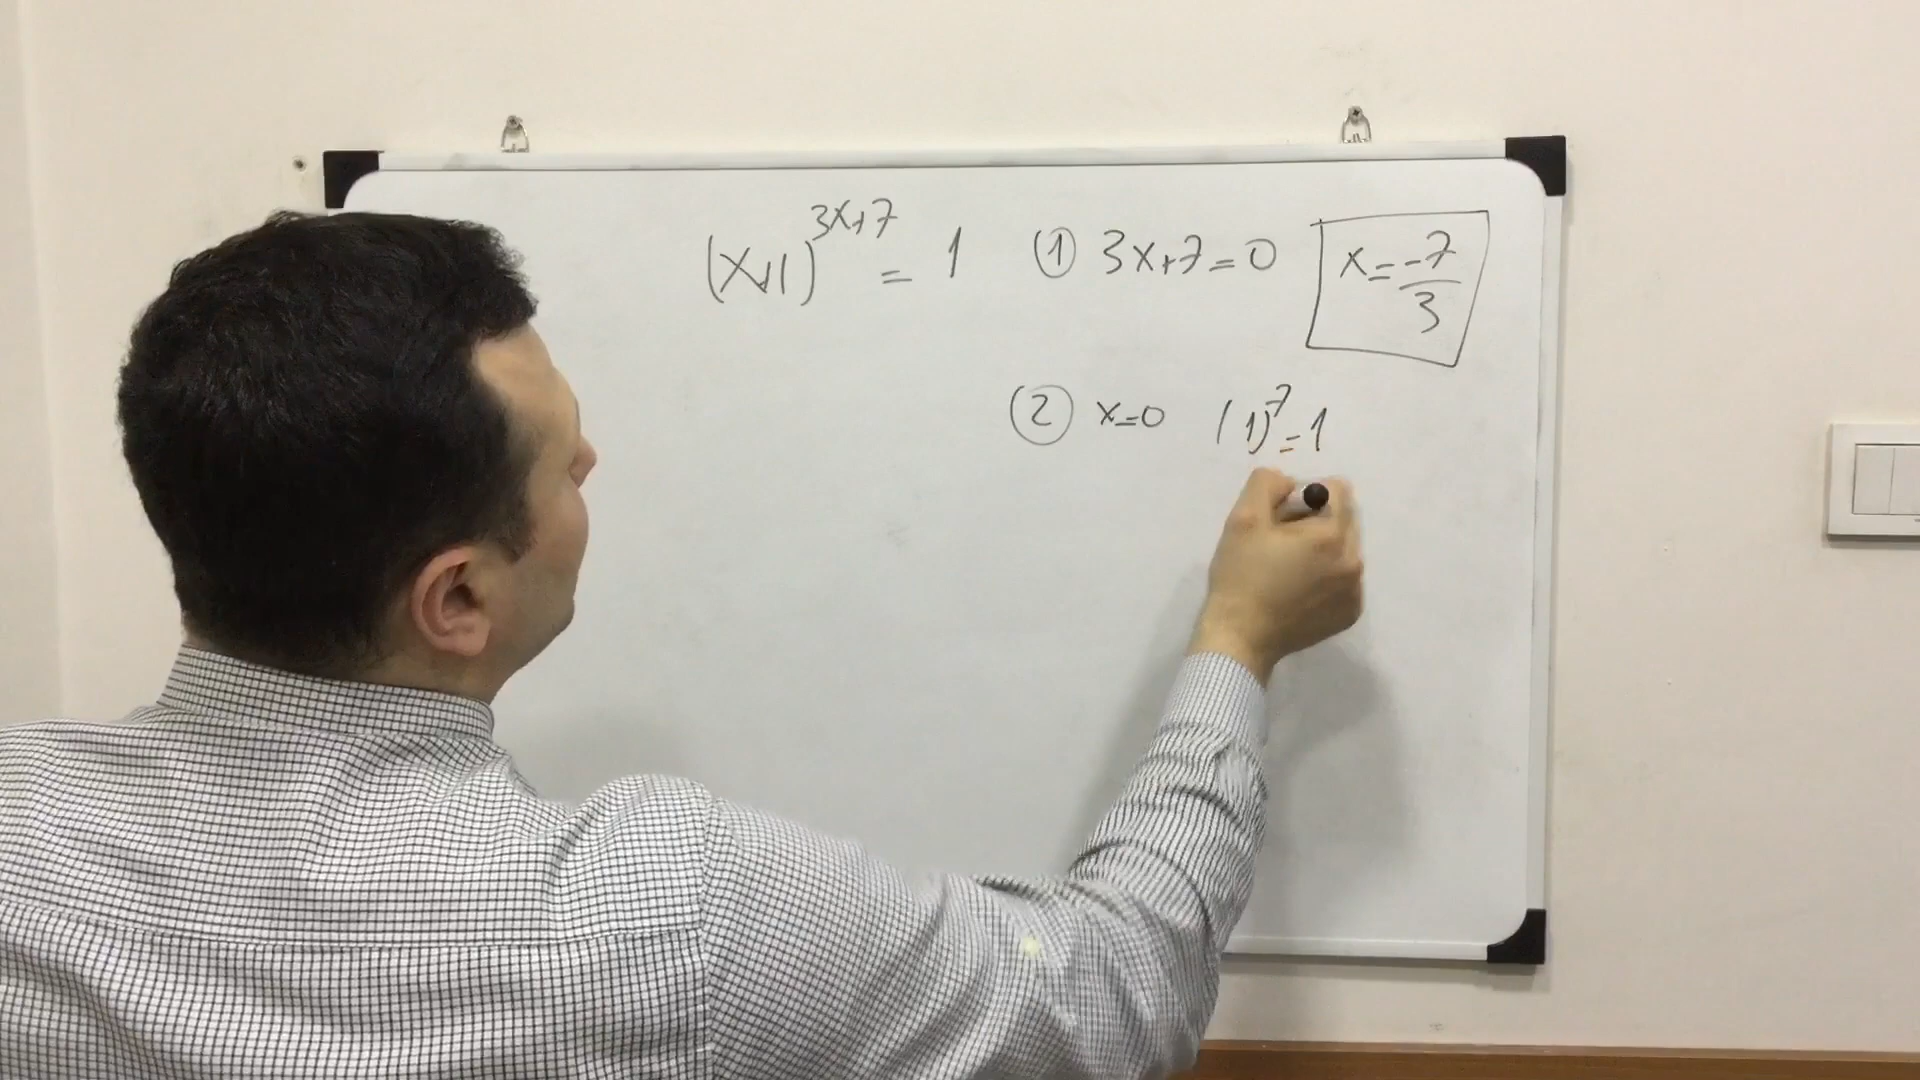 (x+1)^3x+7 = 1 ① 3x+7=0 x=-7/3
② x=0 (1)^7=1